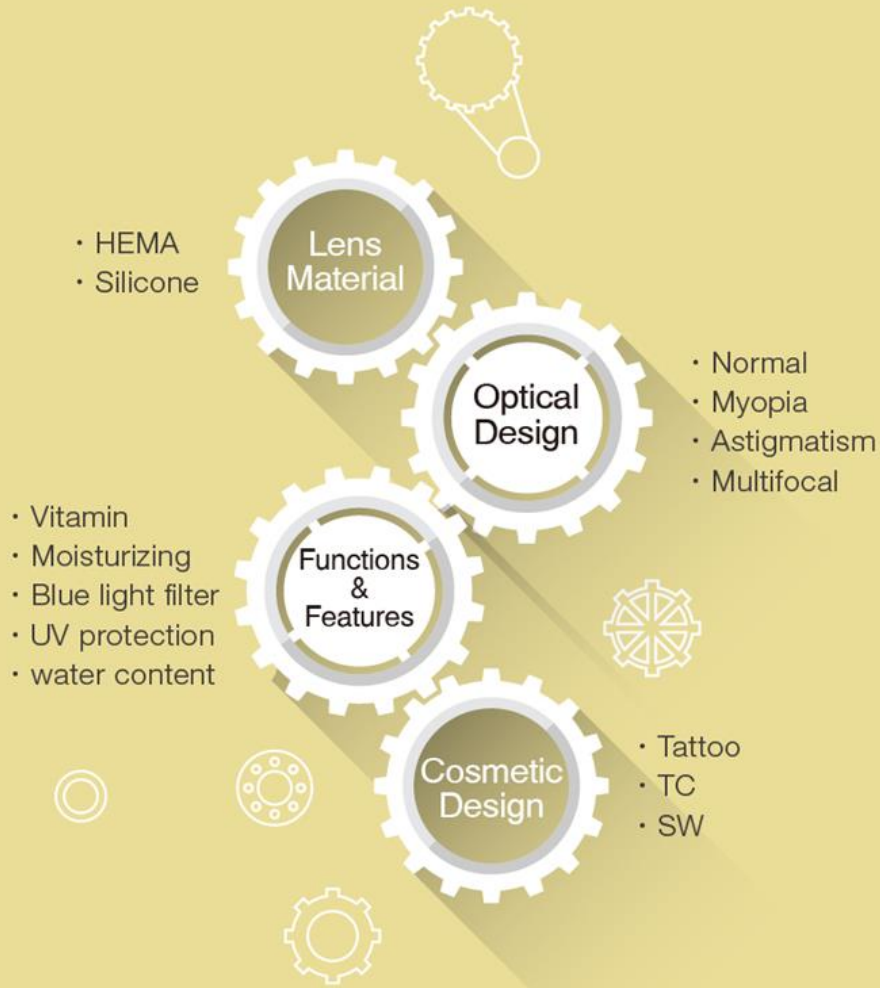 Lens
Material
・HEMA
・Silicone
Optical
Design
・Normal
・Myopia
・Astigmatism
・Multifocal
Functions
&
Features
・Vitamin
・Moisturizing
・Blue light filter
・UV protection
・water content
Cosmetic
Design
・Tattoo
・TC
・SW